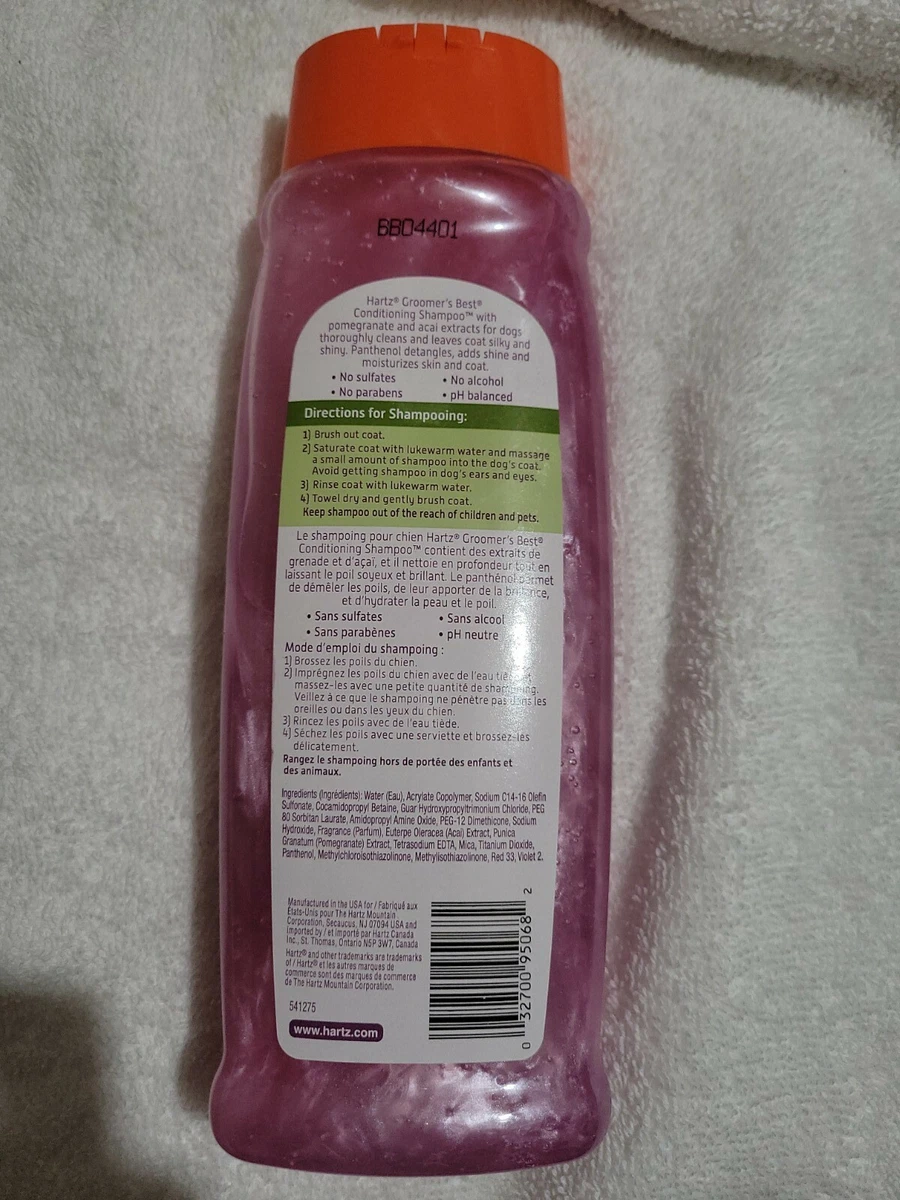 BB04401
Hartz® Groomer's Best®
Conditioning Shampoo™ with
pomegranate and acai extracts for dogs
thoroughly cleans and leaves coat silky and
shiny. Panthenol detangles, adds shine and
moisturizes skin and coat.
• No sulfates • No alcohol
• No parabens • pH balanced
Directions for Shampooing:
1) Brush out coat.
2) Saturate coat with lukewarm water and massage
a small amount of shampoo into the dog's coat.
Avoid getting shampoo in dog's ears and eyes.
3) Rinse coat with lukewarm water.
4) Towel dry and gently brush coat.
Keep shampoo out of the reach of children and pets.
Le shampoing pour chien Hartz® Groomer's Best®
Conditioning Shampoo™ contient des extraits de
grenade et d'açaï, et il nettoie en profondeur tout en
laissant le poil soyeux et brillant. Le panthénol permet
de démêler les poils, de leur apporter de la brillance,
et d'hydrater la peau et le poil.
• Sans sulfates • Sans alcool
• Sans parabènes • pH neutre
Mode d'emploi du shampoing :
1) Brossez les poils du chien.
2) Imprégnez les poils du chien avec de l'eau tiède et
massez-les avec une petite quantité de shampoing.
Veillez à ce que le shampoing ne pénètre pas dans les
oreilles ou dans les yeux du chien.
3) Rincez les poils avec de l'eau tiède.
4) Séchez les poils avec une serviette et brossez-les
délicatement.
Rangez le shampoing hors de portée des enfants et
des animaux.
Ingredients (Ingrédients): Water (Eau), Acrylate Copolymer, Sodium C14-16 Olefin
Sulfonate, Cocamidopropyl Betaine, Guar Hydroxypropyltrimonium Chloride, PEG
80 Sorbitan Laurate, Amidopropyl Amine Oxide, PEG-12 Dimethicone, Sodium
Hydroxide, Fragrance (Parfum), Euterpe Oleracea (Acai) Extract, Punica
Granatum (Pomegranate) Extract, Tetrasodium EDTA, Mica, Titanium Dioxide,
Panthenol, Methylchloroisothiazolinone, Methylisothiazolinone, Red 33, Violet 2.
Manufactured in the USA for / Fabriqué aux
États-Unis pour The Hartz Mountain
Corporation, Secaucus, NJ 07094 USA and
imported by / et importé par Hartz Canada
Inc., St. Thomas, Ontario N5P 3W7, Canada
Hartz® and other trademarks are trademarks
of / Hartz® et les autres marques de
commerce sont des marques de commerce
de The Hartz Mountain Corporation.
541275
www.hartz.com
0 32700 95068 2